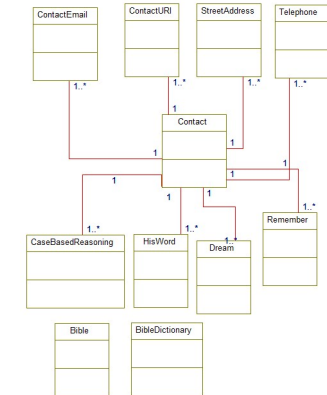 ContactEmail
ContactURI
StreetAddress
Telephone
1..*
1..*
1..*
1..*
1
Contact
1
1
1
1
1
1
1
1
1..*
1..*
1..*
1..*
CaseBasedReasoning
HisWord
Dream
Remember
Bible
BibleDictionary